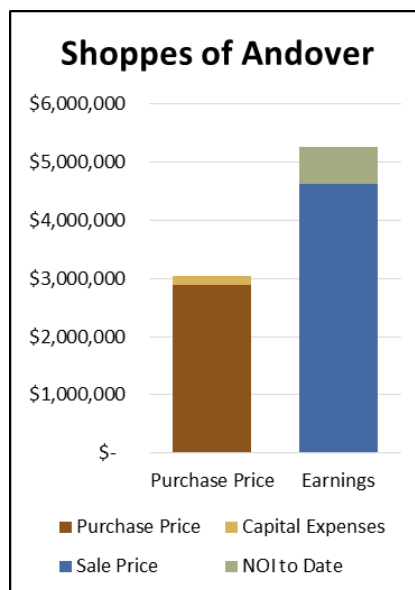 Shoppes of Andover
$6,000,000
$5,000,000
$4,000,000
$3,000,000
$2,000,000
$1,000,000
$-
Purchase Price Earnings
Purchase Price Capital Expenses
Sale Price NOI to Date